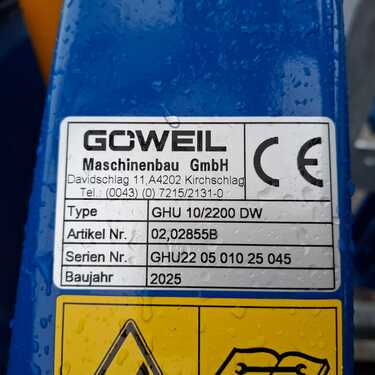 GÖWEIL
Maschinenbau GmbH
Davidschlag 11,A4202 Kirchschlag
Tel.: (0043) (0) 7215/2131-0
CE
Type GHU 10/2200 DW
Artikel Nr. 02,02855B
Serien Nr. GHU22 05 010 25 045
Baujahr 2025